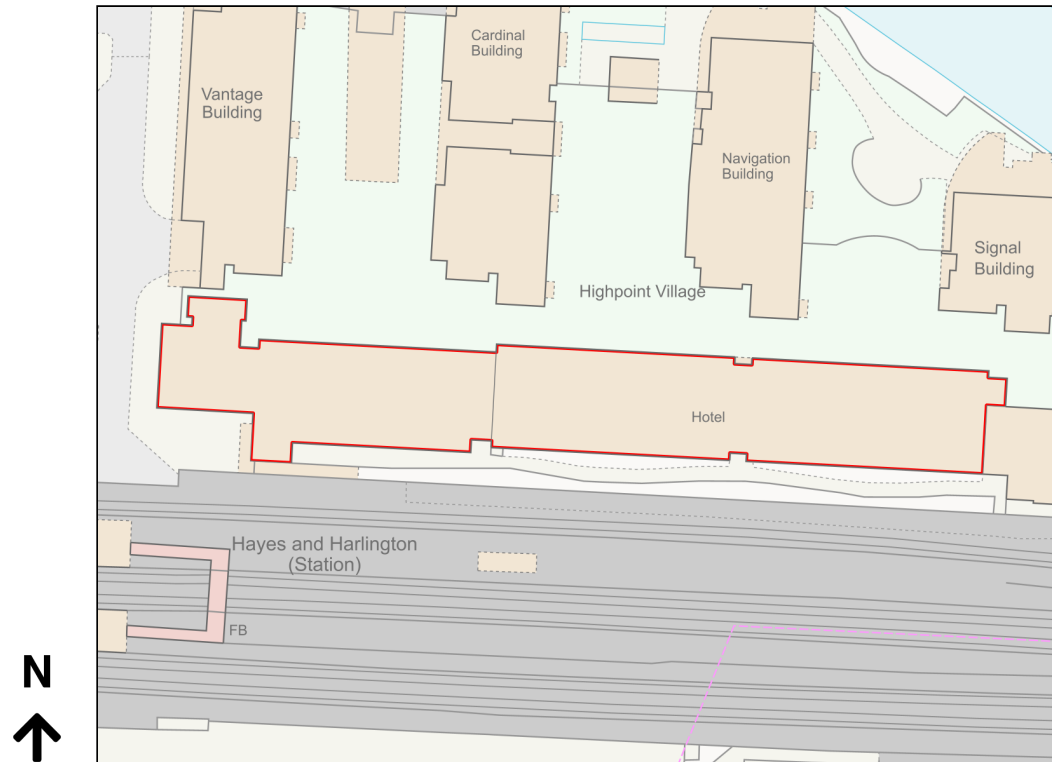 Cardinal
Building
Vantage
Building
Navigation
Building
Signal
Building
Highpoint Village
Hotel
Hayes and Harlington
(Station)
FB
N